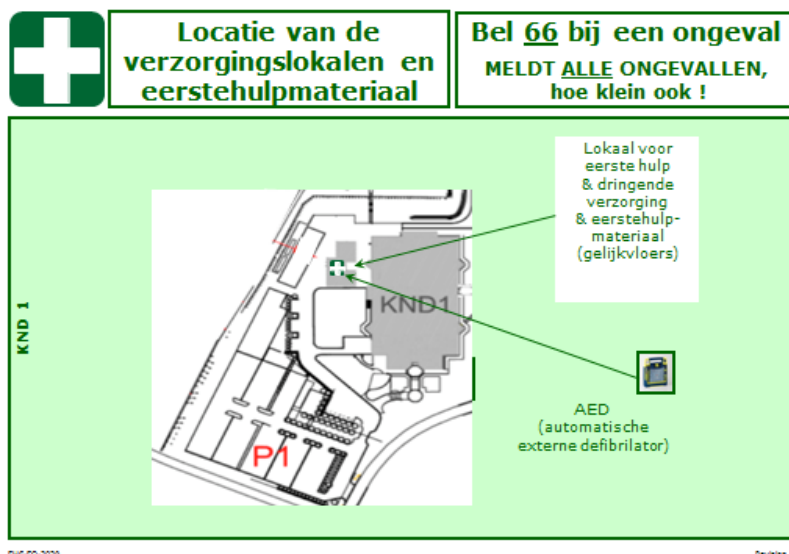 Locatie van de
verzorgingslokalen en
eerstehulpmateriaal
Bel 66 bij een ongeval
MELDT ALLE ONGEVALLEN,
hoe klein ook !
KND 1
Lokaal voor
eerste hulp
& dringende
verzorging
& eerstehulp-
materiaal
(gelijkvloers)
KND1
P1
AED
(automatische
externe defibrilator)